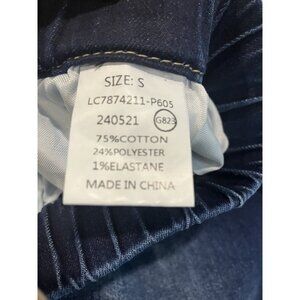 SIZE: S
LC7874211-P605
240521 G823
75%COTTON
24%POLYESTER
1%ELASTANE
MADE IN CHINA